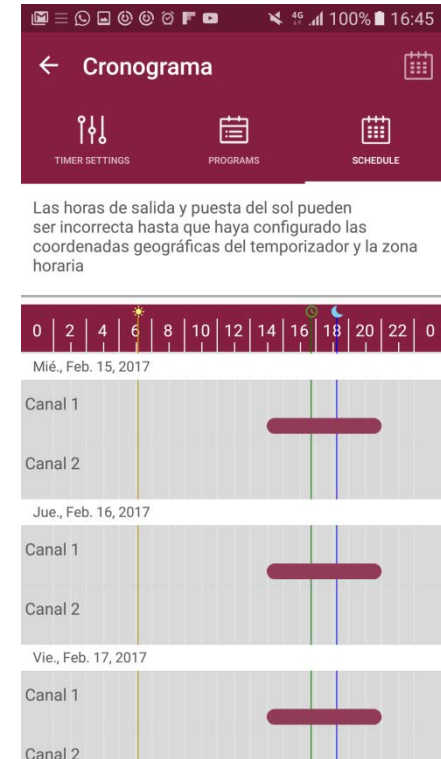 4G 100% 16:45
Cronograma
TIMER SETTINGS PROGRAMS SCHEDULE
Las horas de salida y puesta del sol pueden
ser incorrecta hasta que haya configurado las
coordenadas geográficas del temporizador y la zona
horaria
0 2 4 6 8 10 12 14 16 18 20 22 0
Mié., Feb. 15, 2017
Canal 1
Canal 2
Jue., Feb. 16, 2017
Canal 1
Canal 2
Vie., Feb. 17, 2017
Canal 1
Canal 2